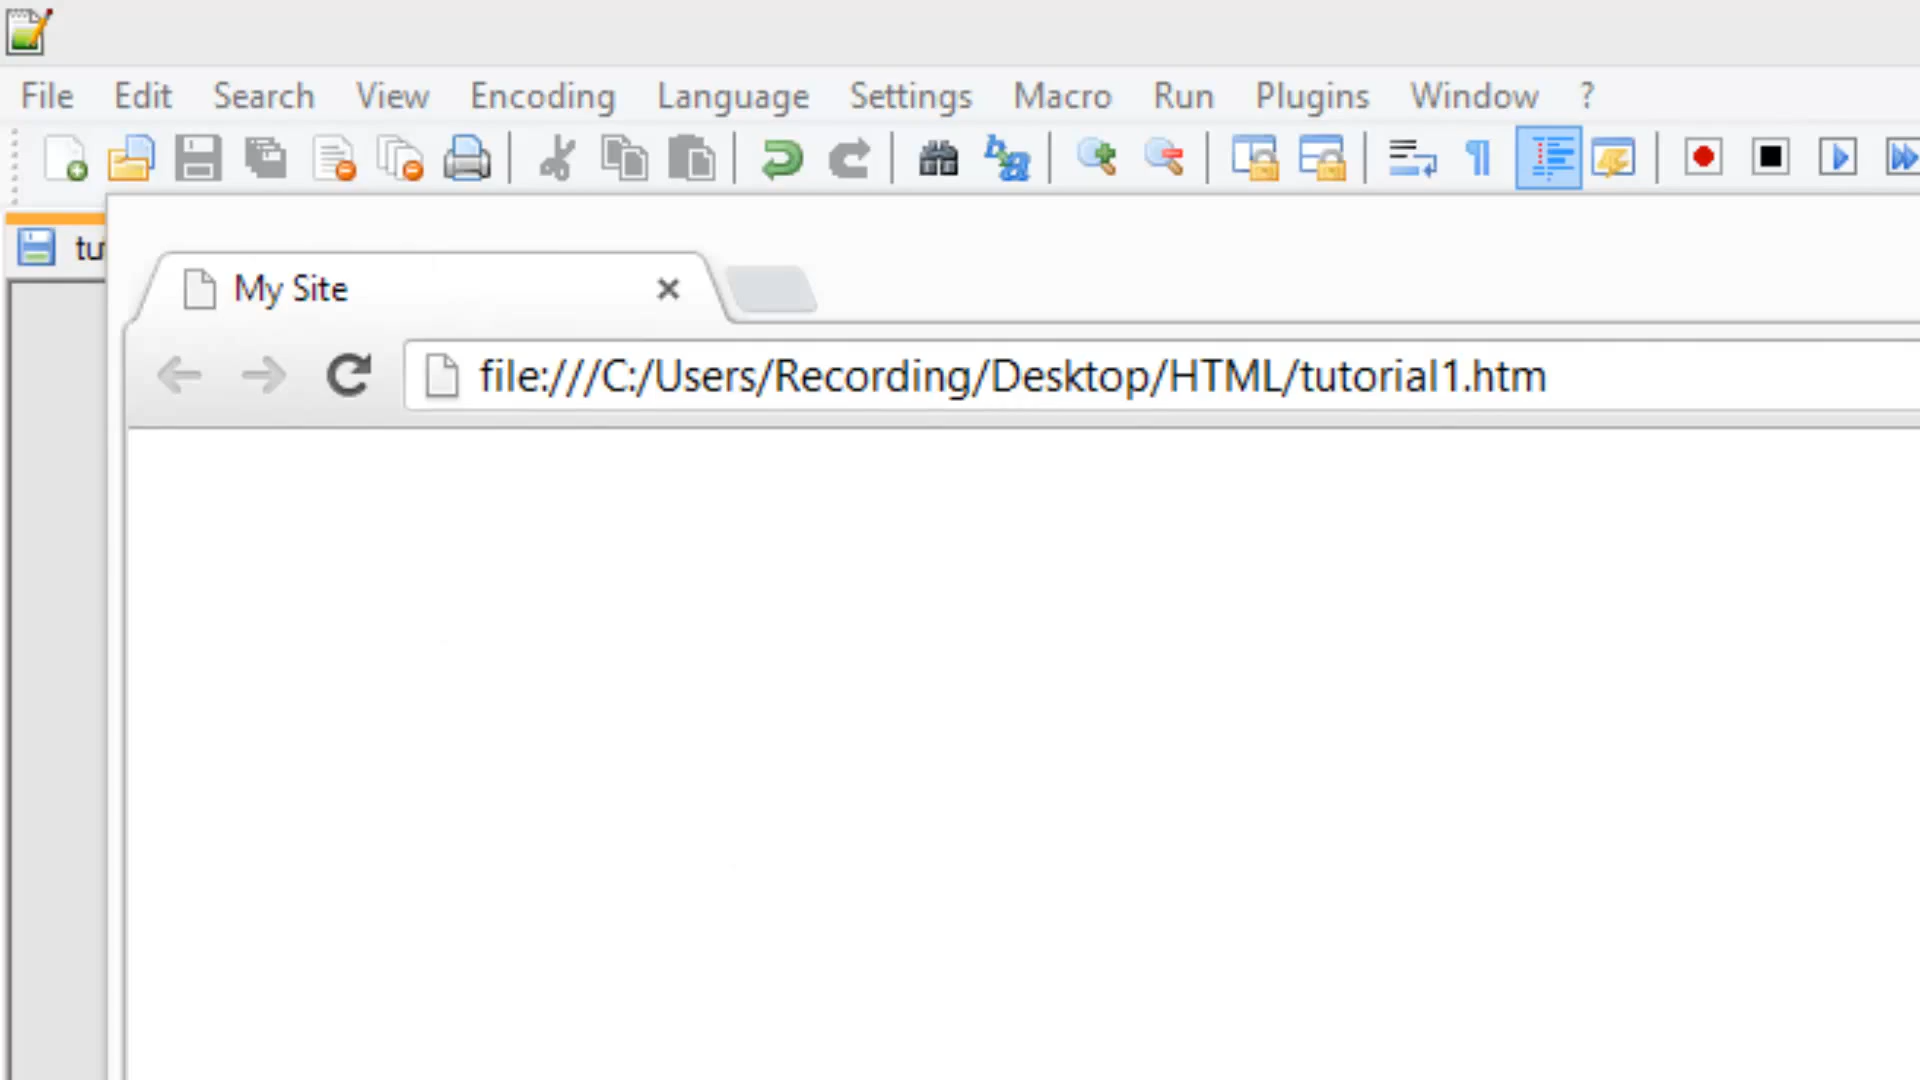 File Edit Search View Encoding Language Settings Macro Run Plugins Window ?
tu
My Site
file:///C:/Users/Recording/Desktop/HTML/tutorial1.htm